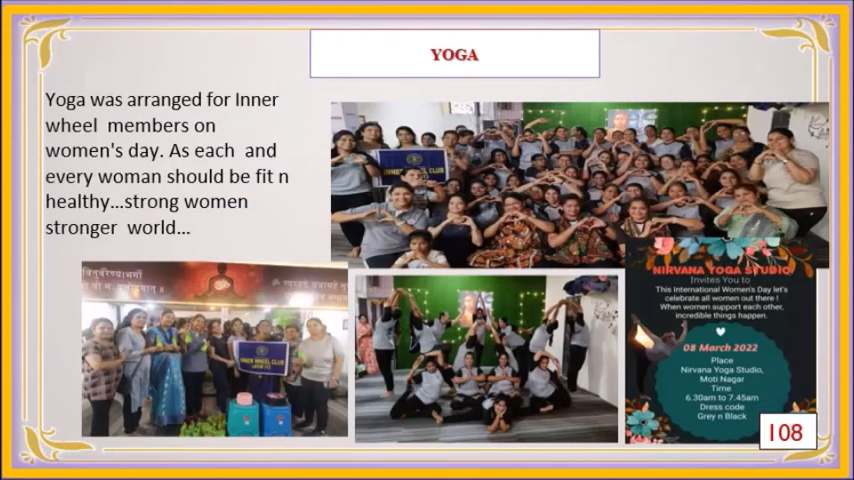 YOGA
Yoga was arranged for Inner
wheel members on
women's day. As each and
every woman should be fit n
healthy...strong women
stronger world...
INNER WHEEL CLUB
INNER WHEEL CLUB
NIRVANA YOGA STUDIO
Invites You to
This International Women's Day let's
celebrate all women out there !
When women support each other,
incredible things happen.
08 March 2022
Place
Nirvana Yoga Studio,
Moti Nagar
Time
6.30am to 7.45am
Dress code
Grey n Black
108